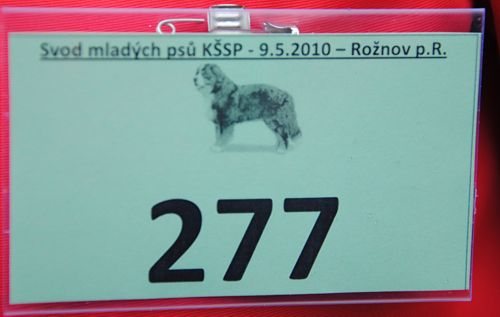 Svod mladých psů KŠSP - 9.5.2010 – Rožnov p.R.
277